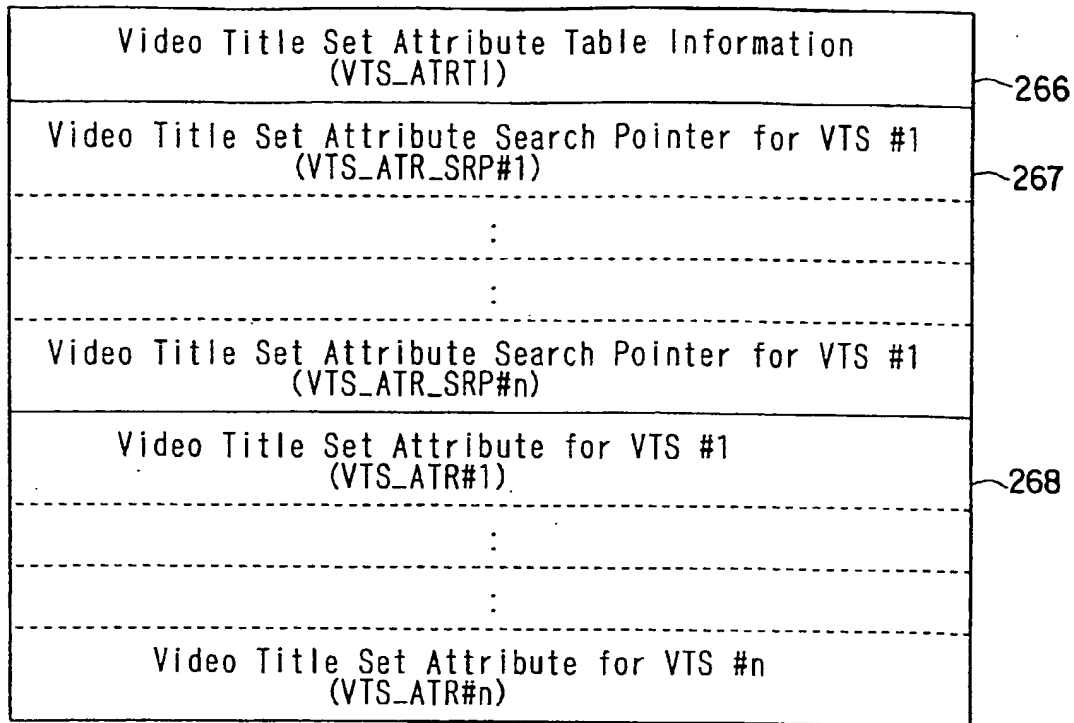 Video Title Set Attribute Table Information
(VTS_ATRTI)
266
Video Title Set Attribute Search Pointer for VTS #1
(VTS_ATR_SRP#1)
267
:
:
Video Title Set Attribute Search Pointer for VTS #1
(VTS_ATR_SRP#n)
Video Title Set Attribute for VTS #1
(VTS_ATR#1)
268
:
:
Video Title Set Attribute for VTS #n
(VTS_ATR#n)